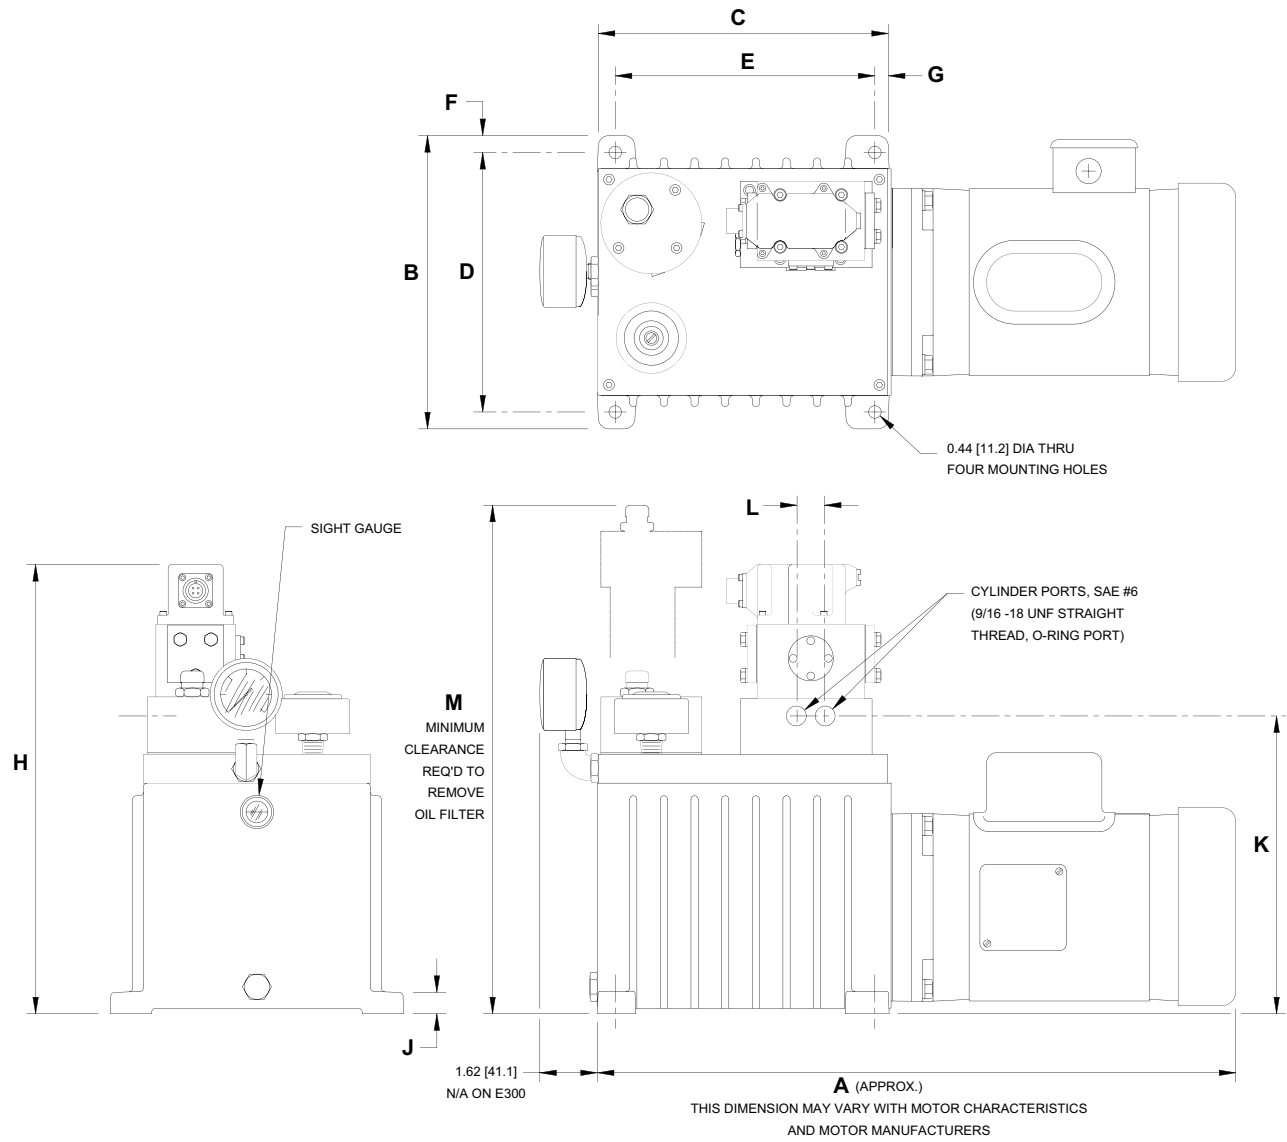 C
E
G
F
B
D
0.44 [11.2] DIA THRU
FOUR MOUNTING HOLES
L
SIGHT GAUGE
CYLINDER PORTS, SAE #6
(9/16 -18 UNF STRAIGHT
THREAD, O-RING PORT)
M
MINIMUM
CLEARANCE
REQ'D TO
REMOVE
OIL FILTER
H
K
J
1.62 [41.1]
N/A ON E300
A (APPROX.)
THIS DIMENSION MAY VARY WITH MOTOR CHARACTERISTICS
AND MOTOR MANUFACTURERS